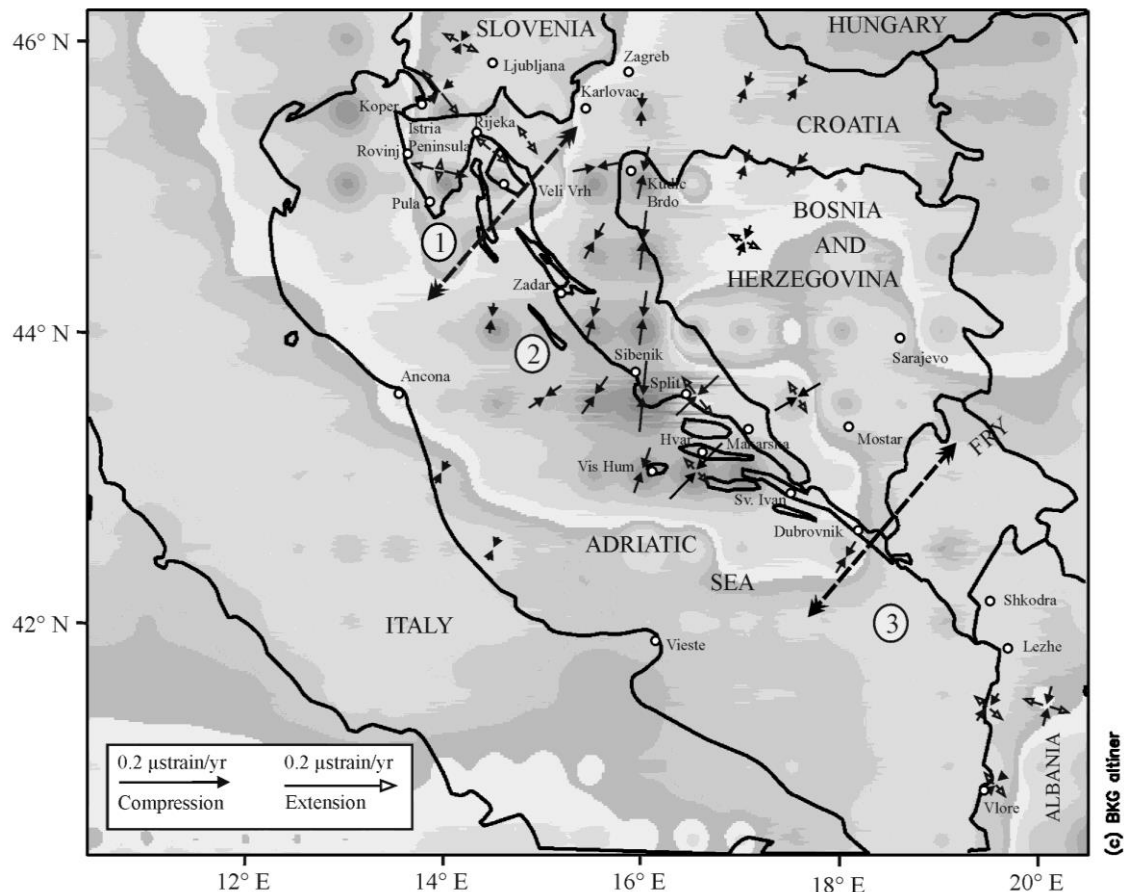 46° N
44° N
42° N
12° E
14° E
16° E
18° E
20° E
SLOVENIA
HUNGARY
Ljubljana
Zagreb
Karlovac
Koper
Rijeka
Istria
Peninsula
CROATIA
Rovinj
Veli Vrh
Kudic
Brdo
Pula
BOSNIA
AND
HERZEGOVINA
1
Zadar
2
Sarajevo
Sibenik
Ancona
Split
Mostar
FRY
Hvar
Makarska
Vis Hum
Sv. Ivan
Dubrovnik
ADRIATIC
SEA
Shkodra
3
ITALY
Vieste
Lezhe
ALBANIA
Vlore
0.2 µstrain/yr
Compression
0.2 µstrain/yr
Extension
(c) BKG altiner